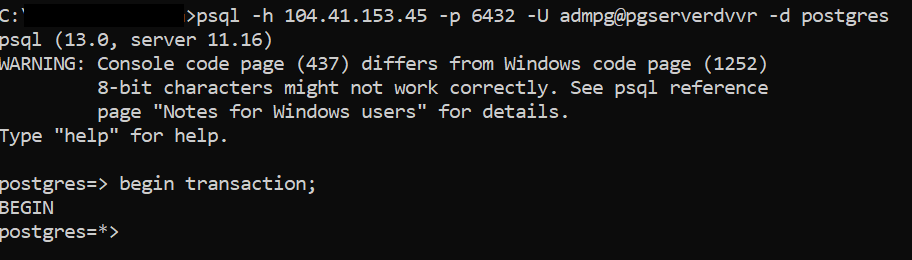 C:\>psql -h 104.41.153.45 -p 6432 -U admpg@pgserverdvvr -d postgres
psql (13.0, server 11.16)
WARNING: Console code page (437) differs from Windows code page (1252)
         8-bit characters might not work correctly. See psql reference
         page "Notes for Windows users" for details.
Type "help" for help.

postgres=> begin transaction;
BEGIN
postgres=*>